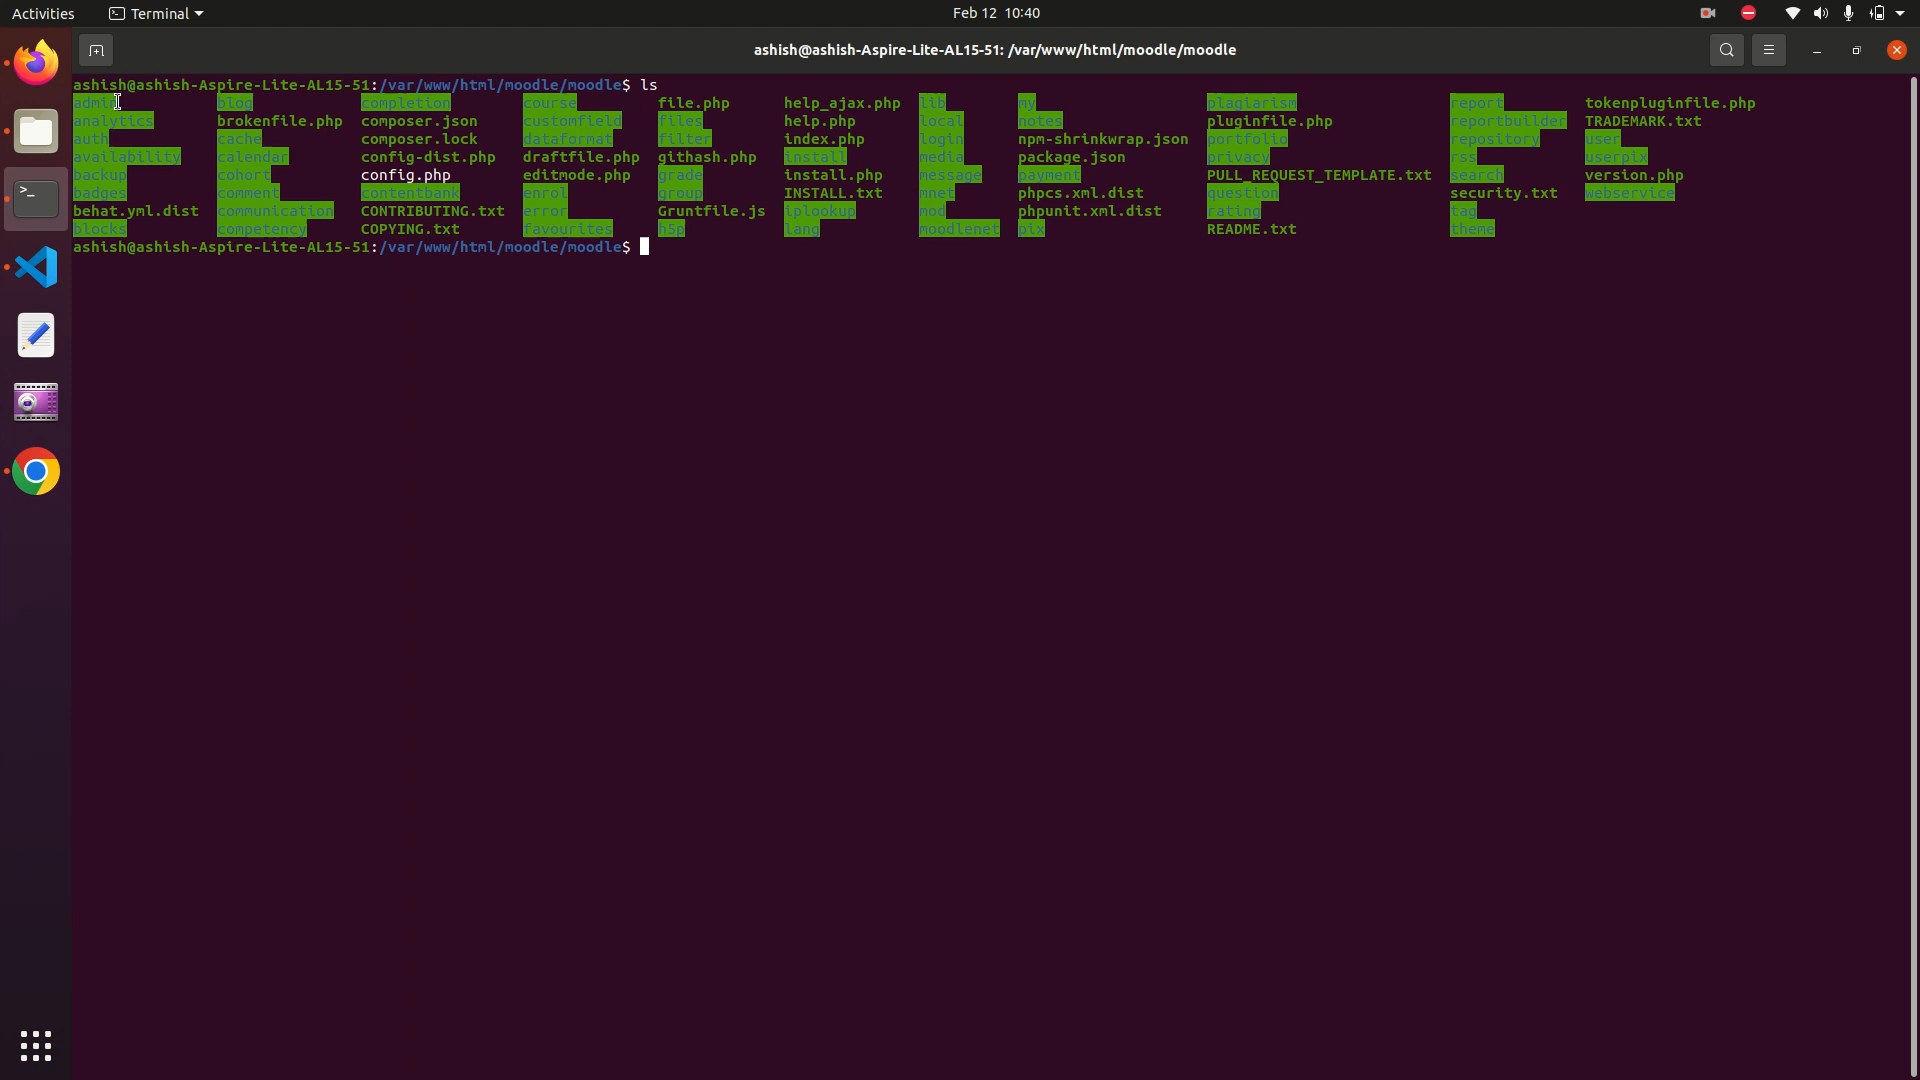 Activities Terminal Feb 12 10:40
ashish@ashish-Aspire-Lite-AL15-51: /var/www/html/moodle/moodle
ashish@ashish-Aspire-Lite-AL15-51:/var/www/html/moodle/moodle$ ls
admin blog completion course file.php help_ajax.php lib my plagiarism report tokenpluginfile.php
analytics brokenfile.php composer.json customfield files help.php local notes pluginfile.php reportbuilder TRADEMARK.txt
auth cache composer.lock dataformat filter index.php login npm-shrinkwrap.json portfolio repository user
availability calendar config-dist.php draftfile.php githash.php install media package.json privacy rss userpix
backup cohort config.php editmode.php grade install.php message payment PULL_REQUEST_TEMPLATE.txt search version.php
badges comment contentbank enrol group INSTALL.txt mnet phpcs.xml.dist question security.txt webservice
behat.yml.dist communication CONTRIBUTING.txt error Gruntfile.js iplookup mod phpunit.xml.dist rating tag
blocks competency COPYING.txt favourites h5p lang moodlenet pix README.txt theme
ashish@ashish-Aspire-Lite-AL15-51:/var/www/html/moodle/moodle$